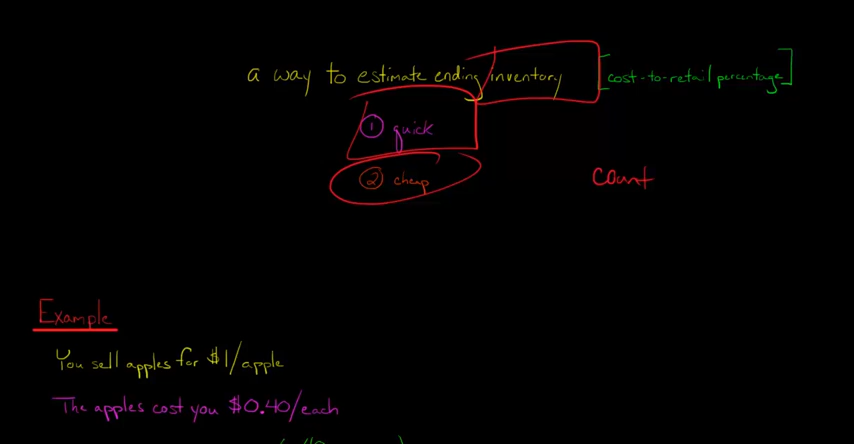 a way to estimate ending inventory [cost-to-retail percentage]
① quick
② cheap
count
Example
You sell apples for $1/apple
The apples cost you $0.40/each